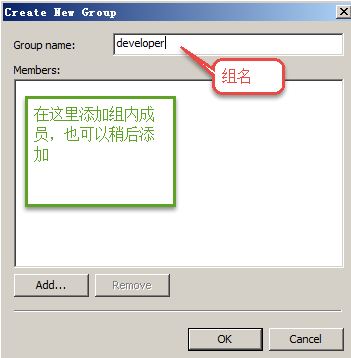 Create New Group
Group name:
developer
组名
Members:
在这里添加组内成
员，也可以稍后添
加
Add...
Remove
OK
Cancel